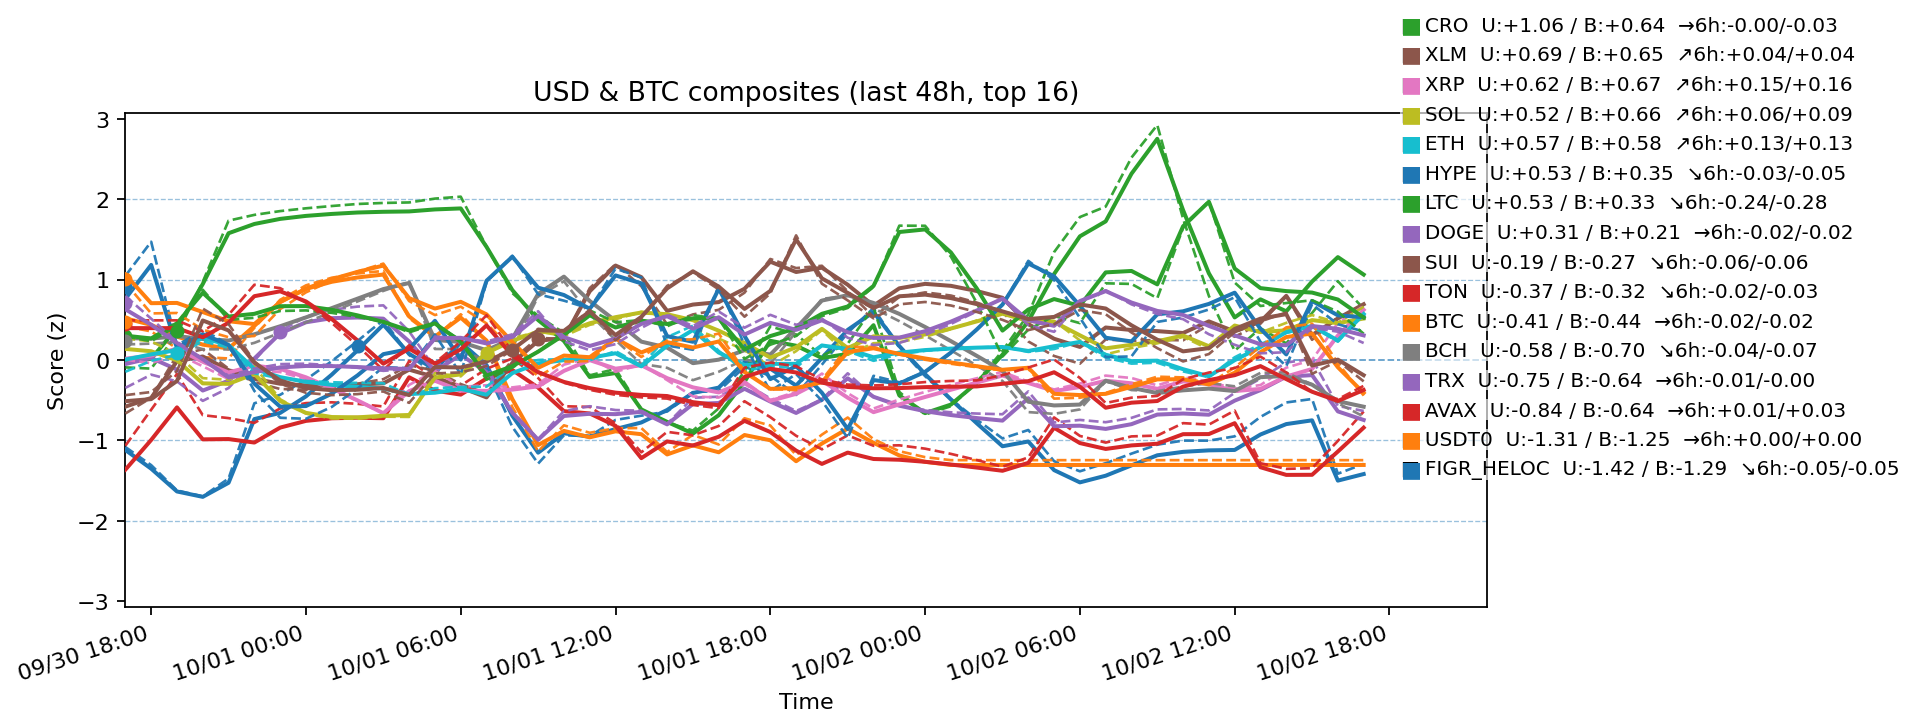 USD & BTC composites (last 48h, top 16)
CRO U:+1.06 / B:+0.64 →6h:-0.00/-0.03
XLM U:+0.69 / B:+0.65 ↗6h:+0.04/+0.04
XRP U:+0.62 / B:+0.67 ↗6h:+0.15/+0.16
SOL U:+0.52 / B:+0.66 ↗6h:+0.06/+0.09
ETH U:+0.57 / B:+0.58 ↗6h:+0.13/+0.13
HYPE U:+0.53 / B:+0.35 ↘6h:-0.03/-0.05
LTC U:+0.53 / B:+0.33 ↘6h:-0.24/-0.28
DOGE U:+0.31 / B:+0.21 →6h:-0.02/-0.02
SUI U:-0.19 / B:-0.27 ↘6h:-0.06/-0.06
TON U:-0.37 / B:-0.32 ↘6h:-0.02/-0.03
BTC U:-0.41 / B:-0.44 →6h:-0.02/-0.02
BCH U:-0.58 / B:-0.70 ↘6h:-0.04/-0.07
TRX U:-0.75 / B:-0.64 →6h:-0.01/-0.00
AVAX U:-0.84 / B:-0.64 →6h:+0.01/+0.03
USDT0 U:-1.31 / B:-1.25 →6h:+0.00/+0.00
FIGR_HELOC U:-1.42 / B:-1.29 ↘6h:-0.05/-0.05
Score (z)
3
2
1
0
−1
−2
−3
09/30 18:00
10/01 00:00
10/01 06:00
10/01 12:00
10/01 18:00
10/02 00:00
10/02 06:00
10/02 12:00
10/02 18:00
Time